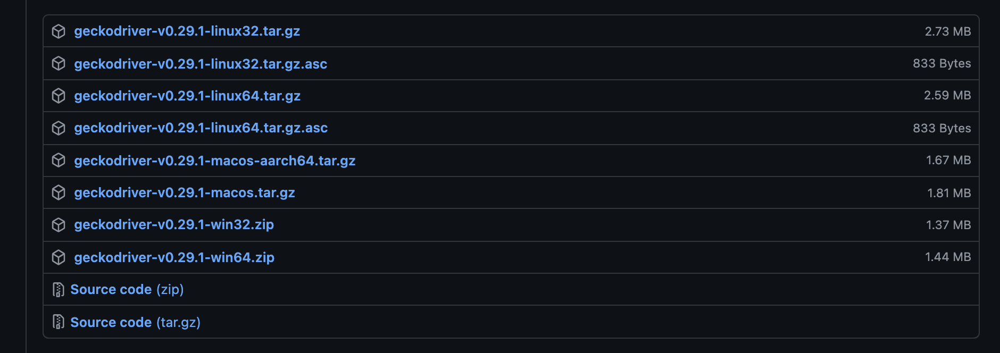 geckodriver-v0.29.1-linux32.tar.gz 2.73 MB
geckodriver-v0.29.1-linux32.tar.gz.asc 833 Bytes
geckodriver-v0.29.1-linux64.tar.gz 2.59 MB
geckodriver-v0.29.1-linux64.tar.gz.asc 833 Bytes
geckodriver-v0.29.1-macos-aarch64.tar.gz 1.67 MB
geckodriver-v0.29.1-macos.tar.gz 1.81 MB
geckodriver-v0.29.1-win32.zip 1.37 MB
geckodriver-v0.29.1-win64.zip 1.44 MB
Source code (zip)
Source code (tar.gz)